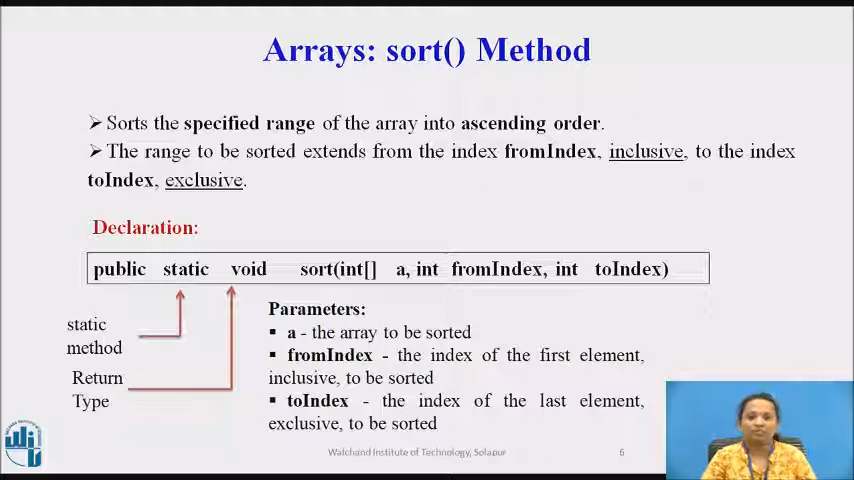 Arrays: sort() Method
➢ Sorts the specified range of the array into ascending order.
➢ The range to be sorted extends from the index fromIndex, inclusive, to the index
toIndex, exclusive.
Declaration:
public static void sort(int[] a, int fromIndex, int toIndex)
static
method
Return
Type
Parameters:
▪ a - the array to be sorted
▪ fromIndex - the index of the first element,
inclusive, to be sorted
▪ toIndex - the index of the last element,
exclusive, to be sorted
Walchand Institute of Technology, Solapur
6